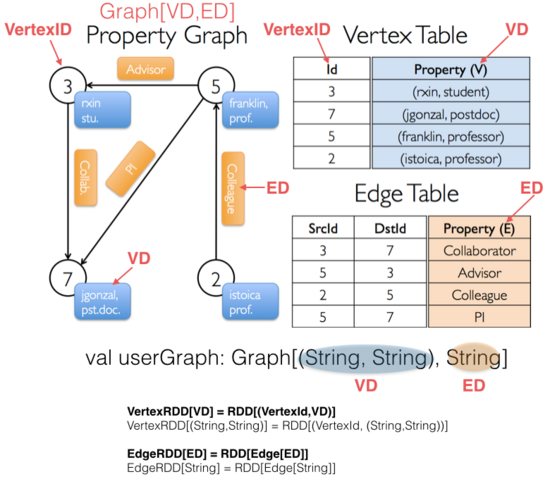 Graph[VD,ED]
VertexID
Property Graph
Advisor
3
5
rxin
stu.
franklin,
prof.
Collab.
PI
Colleague
ED
VD
7
2
jgonzal,
pst.doc.
istoica
prof.
VertexID
Vertex Table
VD
Id
Property (V)
3
(rxin, student)
7
(jgonzal, postdoc)
5
(franklin, professor)
2
(istoica, professor)
Edge Table
ED
SrcId
DstId
Property (E)
3
7
Collaborator
5
3
Advisor
2
5
Colleague
5
7
PI
val userGraph: Graph[(String, String), String]
VD
ED
VertexRDD[VD] = RDD[(VertexId,VD)]
VertexRDD[(String,String)] = RDD[(VertexId, (String,String))]
EdgeRDD[ED] = RDD[Edge[ED]]
EdgeRDD[String] = RDD[Edge[String]]